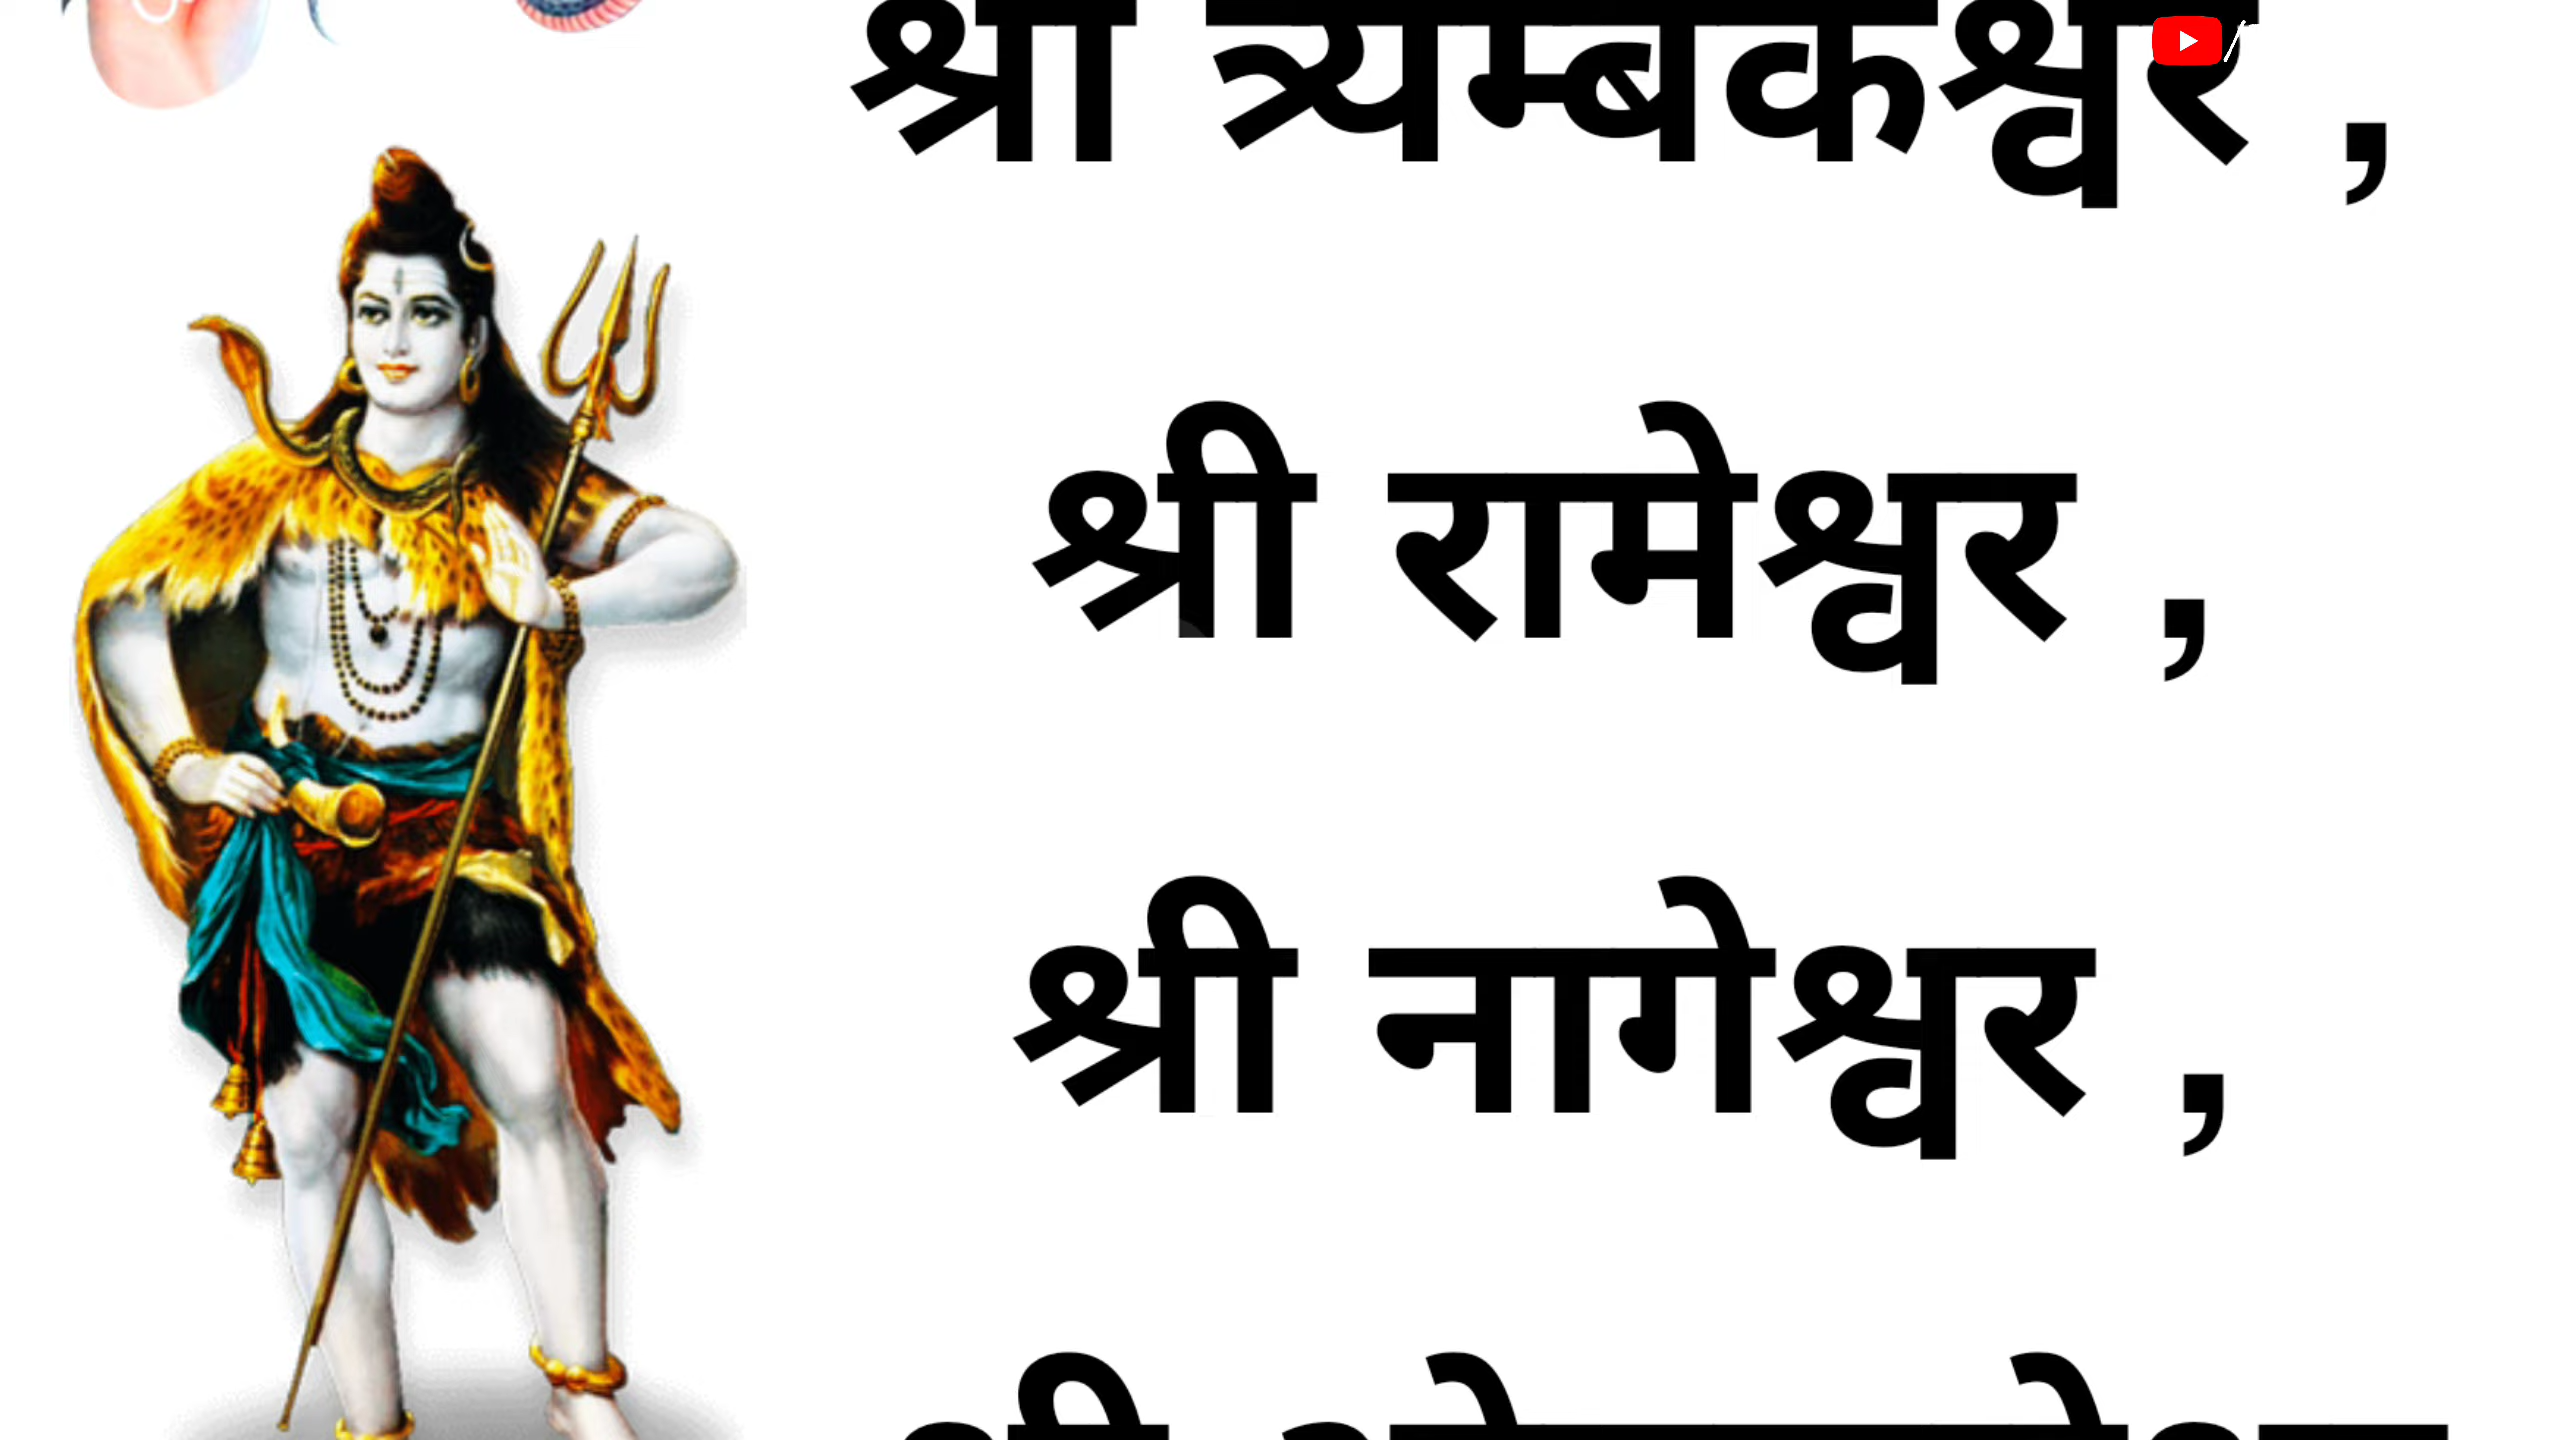 श्री त्र्यम्बकेश्वर ,
श्री रामेश्वर ,
श्री नागेश्वर ,
श्री